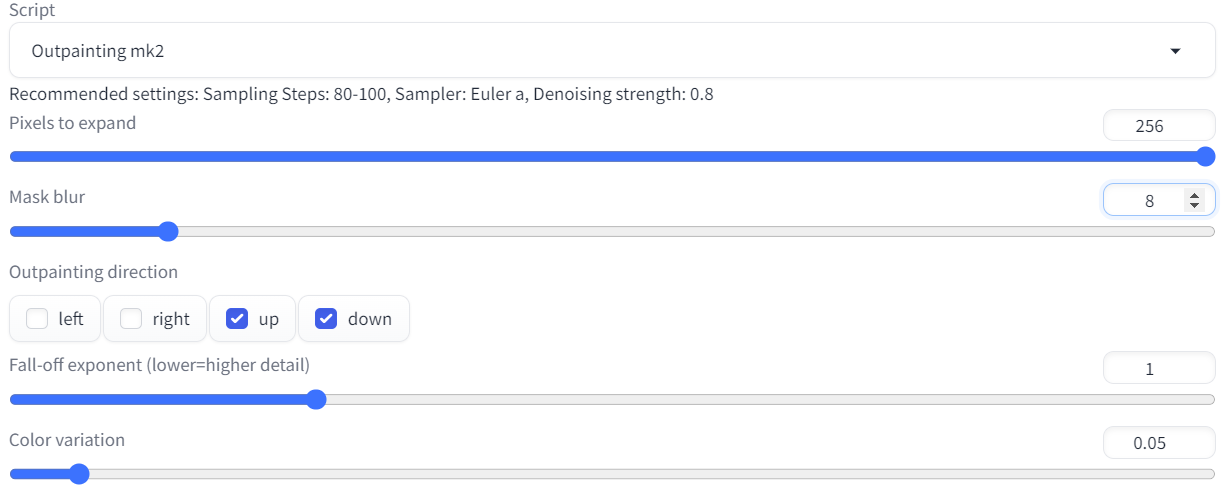 Script
Outpainting mk2
Recommended settings: Sampling Steps: 80-100, Sampler: Euler a, Denoising strength: 0.8
Pixels to expand
256
Mask blur
8
Outpainting direction
left right up down
Fall-off exponent (lower=higher detail)
1
Color variation
0.05